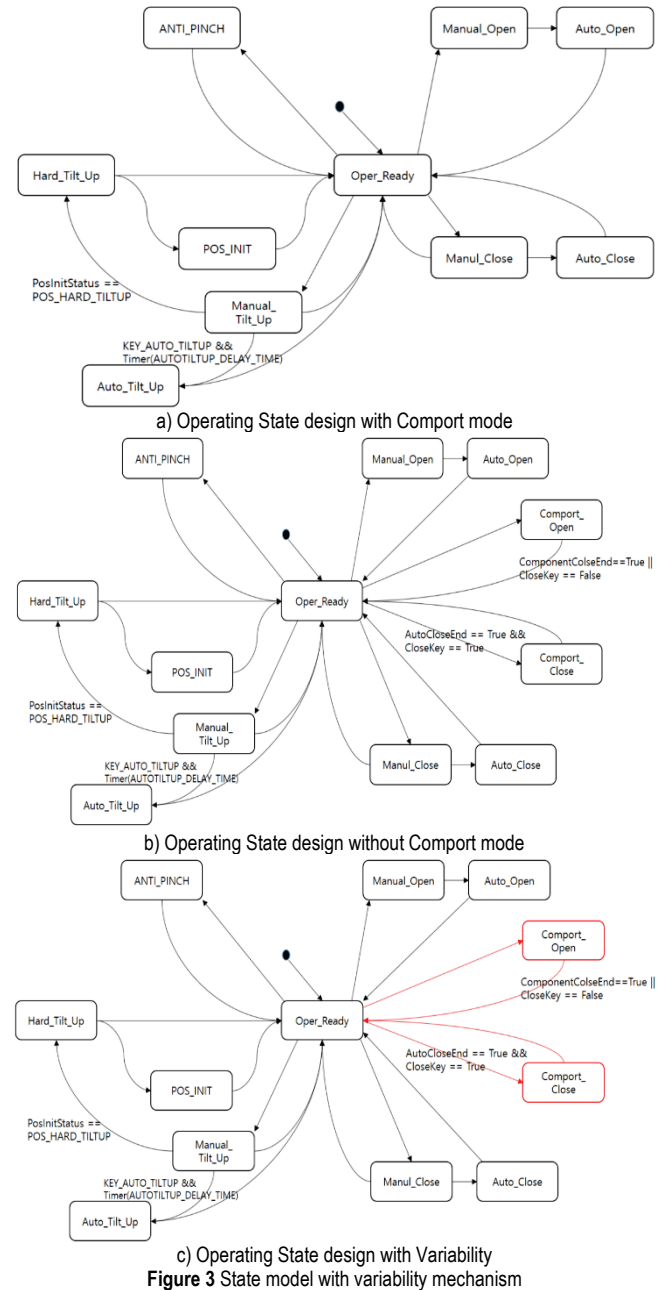 ANTI_PINCH
Manual_Open
Auto_Open
Hard_Tilt_Up
Oper_Ready
POS_INIT
Manul_Close
Auto_Close
PosInitStatus ==
POS_HARD_TILTUP
Manual_
Tilt_Up
KEY_AUTO_TILTUP &&
Timer(AUTOTILTUP_DELAY_TIME)
Auto_Tilt_Up
a) Operating State design with Comport mode
ANTI_PINCH
Manual_Open
Auto_Open
Comport_
Open
ComponentColseEnd==True ||
CloseKey == False
Hard_Tilt_Up
Oper_Ready
AutoCloseEnd == True &&
CloseKey == True
Comport_
Close
POS_INIT
PosInitStatus ==
POS_HARD_TILTUP
Manual_
Tilt_Up
KEY_AUTO_TILTUP &&
Timer(AUTOTILTUP_DELAY_TIME)
Manul_Close
Auto_Close
Auto_Tilt_Up
b) Operating State design without Comport mode
ANTI_PINCH
Manual_Open
Auto_Open
Comport_
Open
ComponentColseEnd==True ||
CloseKey == False
Hard_Tilt_Up
Oper_Ready
AutoCloseEnd == True &&
CloseKey == True
Comport_
Close
POS_INIT
PosInitStatus ==
POS_HARD_TILTUP
Manual_
Tilt_Up
KEY_AUTO_TILTUP &&
Timer(AUTOTILTUP_DELAY_TIME)
Manul_Close
Auto_Close
Auto_Tilt_Up
c) Operating State design with Variability
Figure 3 State model with variability mechanism